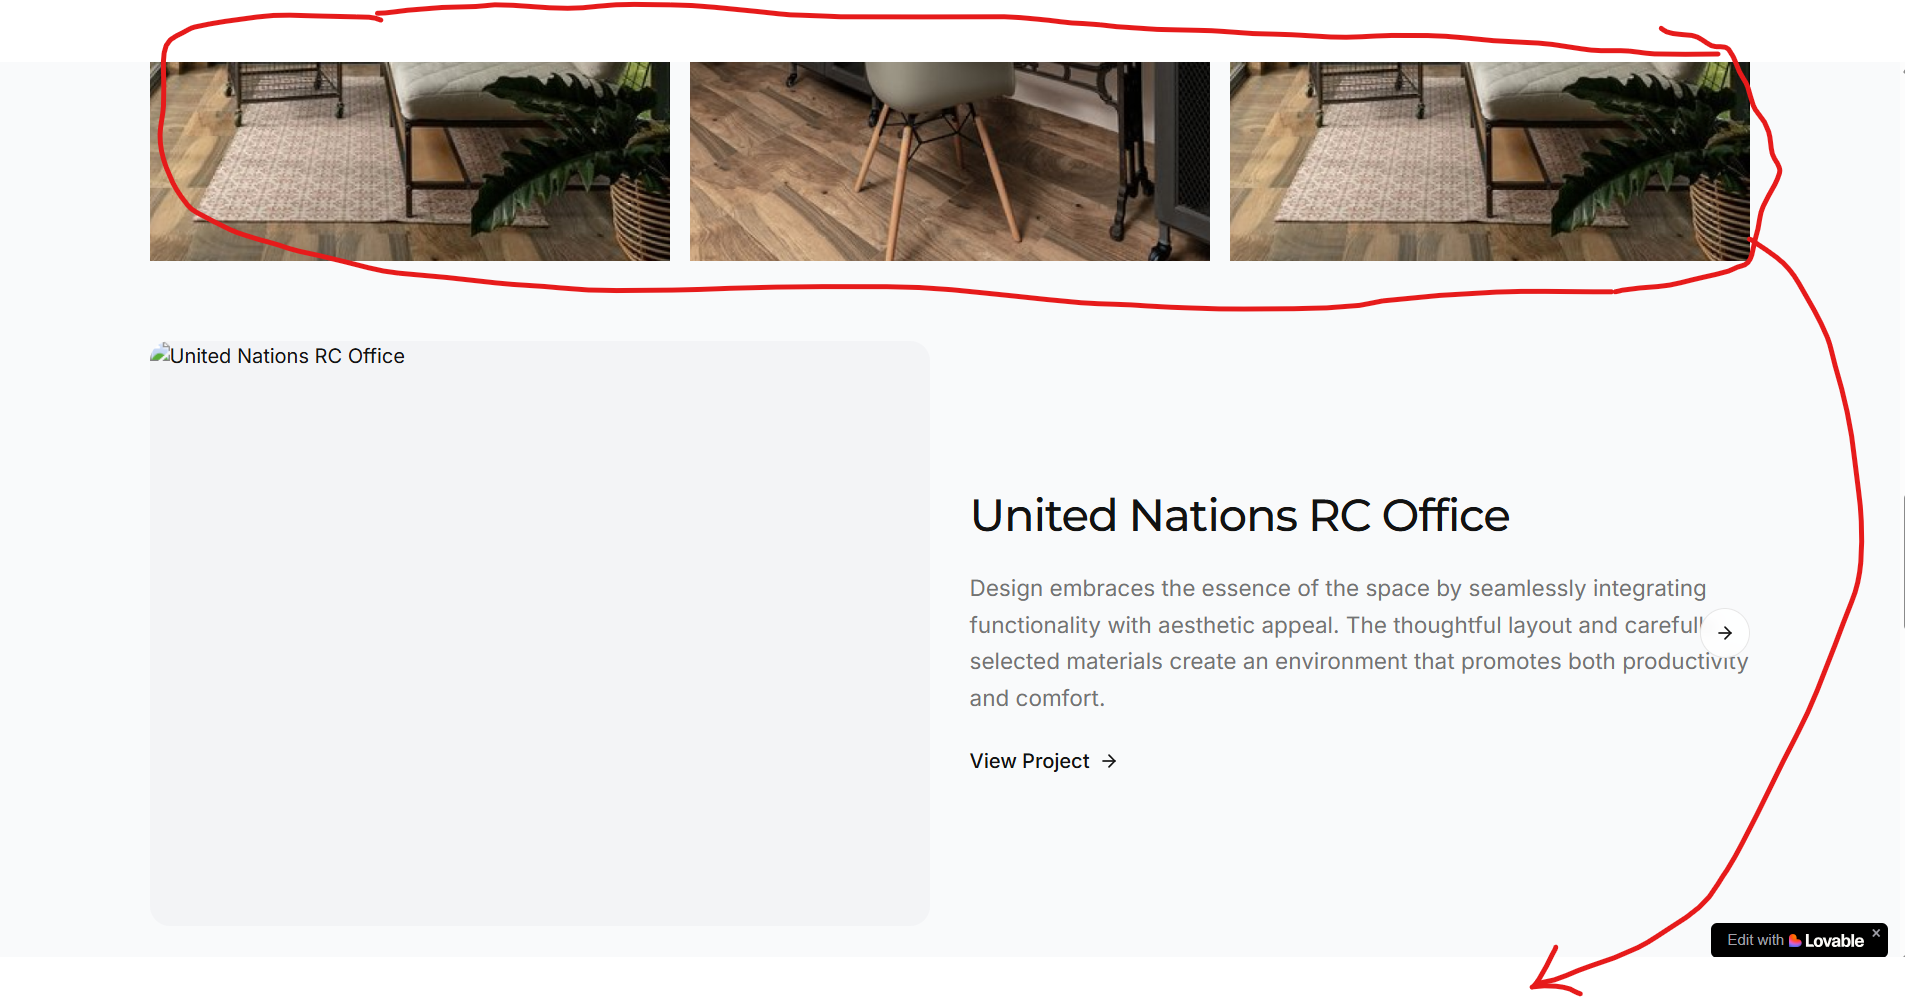 United Nations RC Office
United Nations RC Office
Design embraces the essence of the space by seamlessly integrating
functionality with aesthetic appeal. The thoughtful layout and carefull
selected materials create an environment that promotes both productivity
and comfort.
View Project →
Edit with Lovable ×